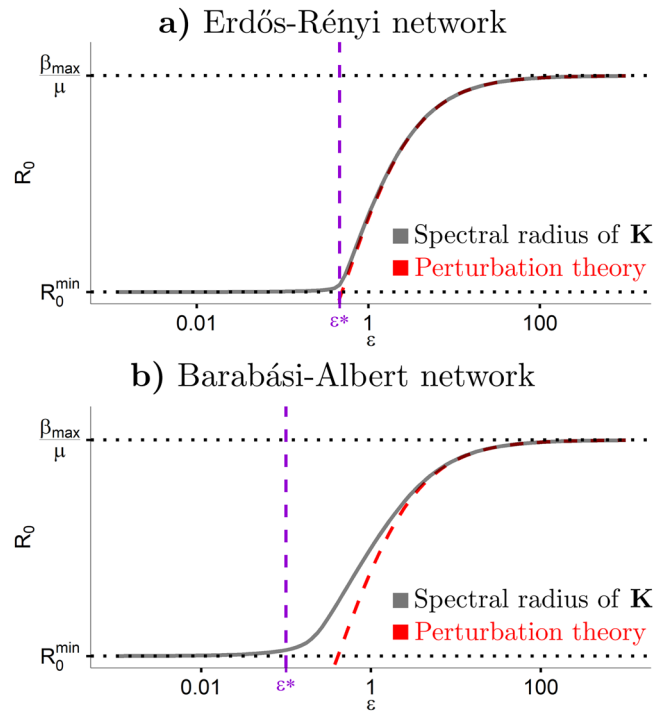 a) Erdős-Rényi network
βmax
μ
R₀
R₀min
Spectral radius of K
Perturbation theory
0.01
ε*
1
100
ε
b) Barabási-Albert network
βmax
μ
R₀
R₀min
Spectral radius of K
Perturbation theory
0.01
ε*
1
100
ε